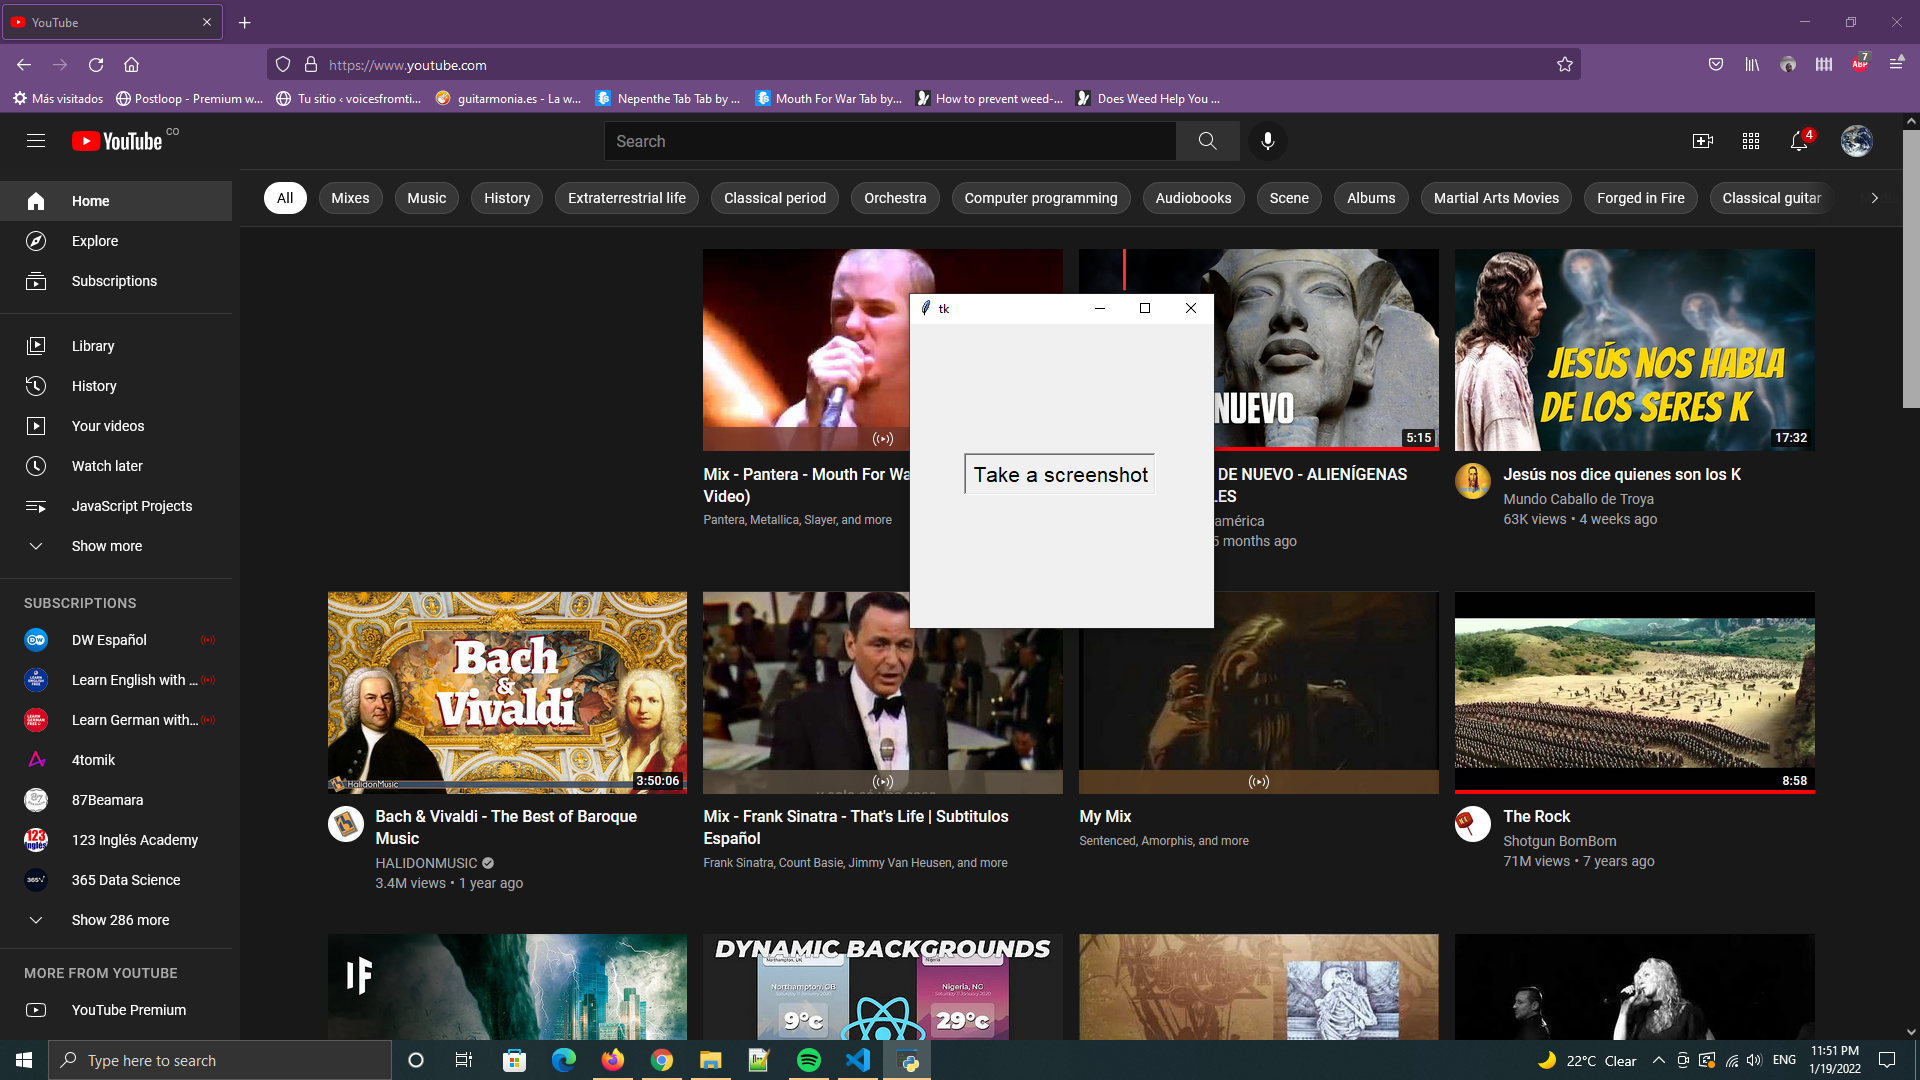 YouTube
https://www.youtube.com
7
ABP
Más visitados
Postloop - Premium w...
Tu sitio ‹ voicesfromti...
guitarmonia.es - La w...
Nepenthe Tab Tab by ...
Mouth For War Tab by...
How to prevent weed-...
Does Weed Help You ...
YouTube CO
Search
4
Home
Explore
Subscriptions
Library
History
Your videos
Watch later
JavaScript Projects
Show more
SUBSCRIPTIONS
DW Español
Learn English with ...
Learn German with...
4tomik
87Beamara
123 Inglés Academy
365 Data Science
Show 286 more
MORE FROM YOUTUBE
YouTube Premium
All
Mixes
Music
History
Extraterrestrial life
Classical period
Orchestra
Computer programming
Audiobooks
Scene
Albums
Martial Arts Movies
Forged in Fire
Classical guitar
tk
Take a screenshot
Mix - Pantera - Mouth For Wa
Video)
Pantera, Metallica, Slayer, and more
NUEVO
5:15
DE NUEVO - ALIENÍGENAS
LES
américa
5 months ago
JESÚS NOS HABLA
DE LOS SERES K
17:32
Jesús nos dice quienes son los K
Mundo Caballo de Troya
63K views • 4 weeks ago
Bach
&
Vivaldi
HalidonMusic
3:50:06
Bach & Vivaldi - The Best of Baroque
Music
HALIDONMUSIC
3.4M views • 1 year ago
Mix - Frank Sinatra - That's Life | Subtitulos
Español
Frank Sinatra, Count Basie, Jimmy Van Heusen, and more
My Mix
Sentenced, Amorphis, and more
8:58
The Rock
Shotgun BomBom
71M views • 7 years ago
IF
DYNAMIC BACKGROUNDS
Northampton, GB
9°c
Nigeria, NG
29°c
Type here to search
22°C Clear
ENG
11:51 PM
1/19/2022